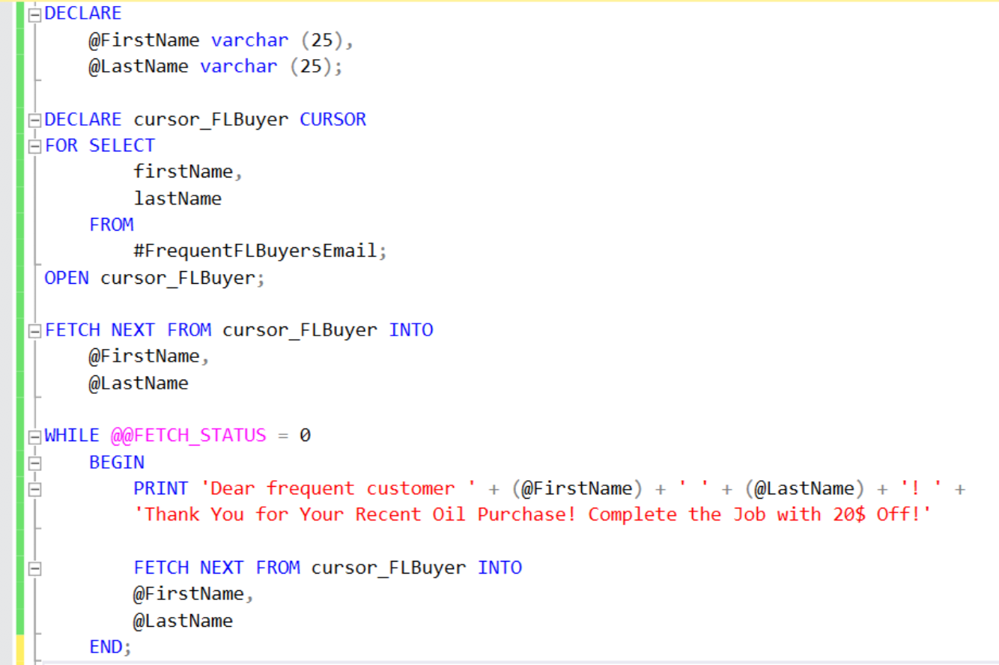 DECLARE
@FirstName varchar (25),
@LastName varchar (25);
DECLARE cursor_FLBuyer CURSOR
FOR SELECT
firstName,
lastName
FROM
#FrequentFLBuyersEmail;
OPEN cursor_FLBuyer;
FETCH NEXT FROM cursor_FLBuyer INTO
@FirstName,
@LastName
WHILE @@FETCH_STATUS = 0
BEGIN
PRINT 'Dear frequent customer ' + (@FirstName) + ' ' + (@LastName) + '! ' +
'Thank You for Your Recent Oil Purchase! Complete the Job with 20$ Off!'
FETCH NEXT FROM cursor_FLBuyer INTO
@FirstName,
@LastName
END;